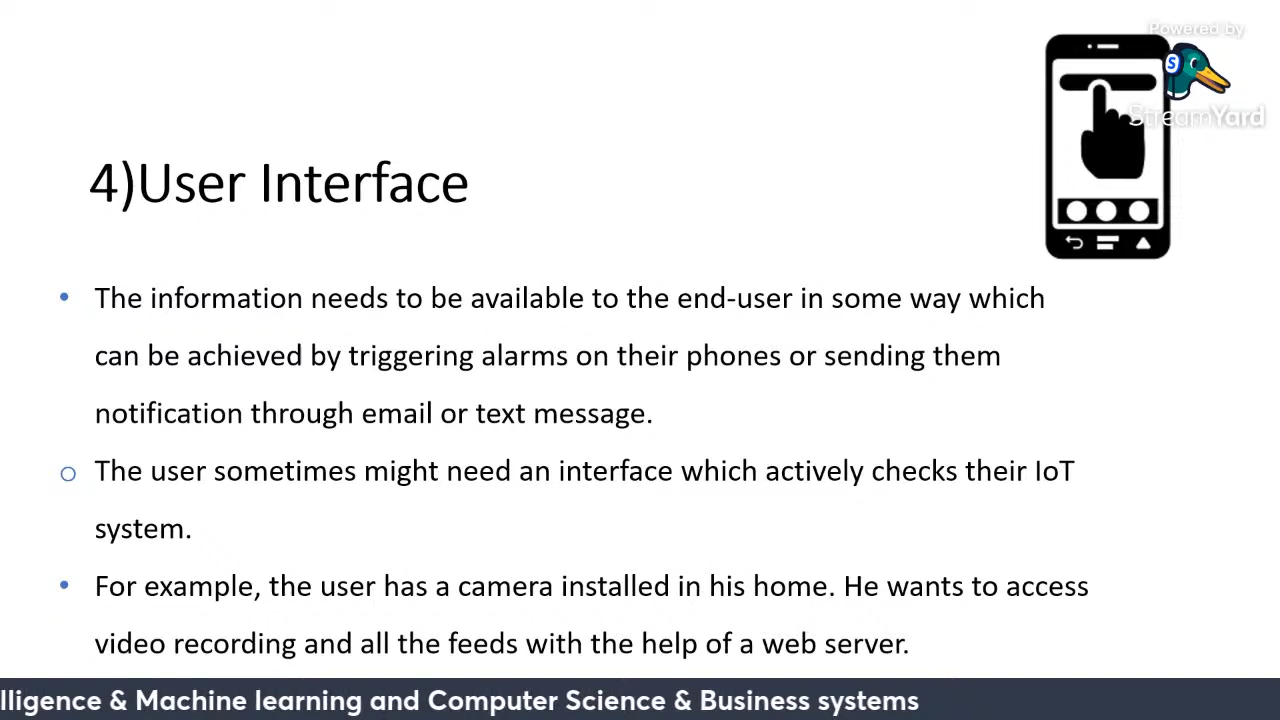 Powered by
StreamYard
4)User Interface
• The information needs to be available to the end-user in some way which
can be achieved by triggering alarms on their phones or sending them
notification through email or text message.
o The user sometimes might need an interface which actively checks their IoT
system.
• For example, the user has a camera installed in his home. He wants to access
video recording and all the feeds with the help of a web server.
lligence & Machine learning and Computer Science & Business systems